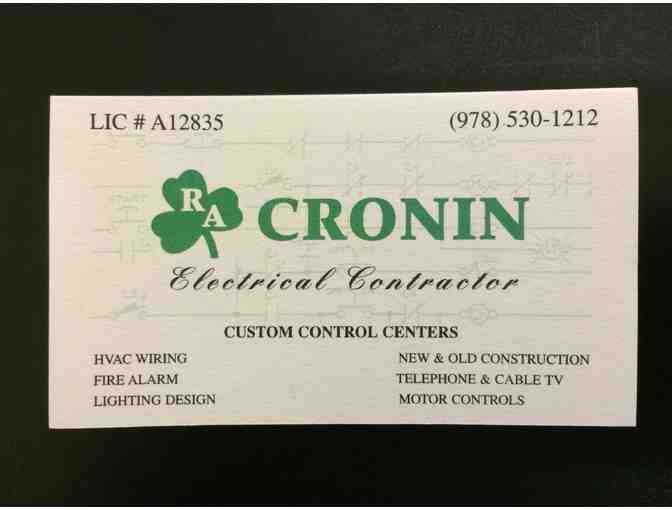 LIC # A12835 (978) 530-1212
RA CRONIN
Electrical Contractor
CUSTOM CONTROL CENTERS
HVAC WIRING NEW & OLD CONSTRUCTION
FIRE ALARM TELEPHONE & CABLE TV
LIGHTING DESIGN MOTOR CONTROLS